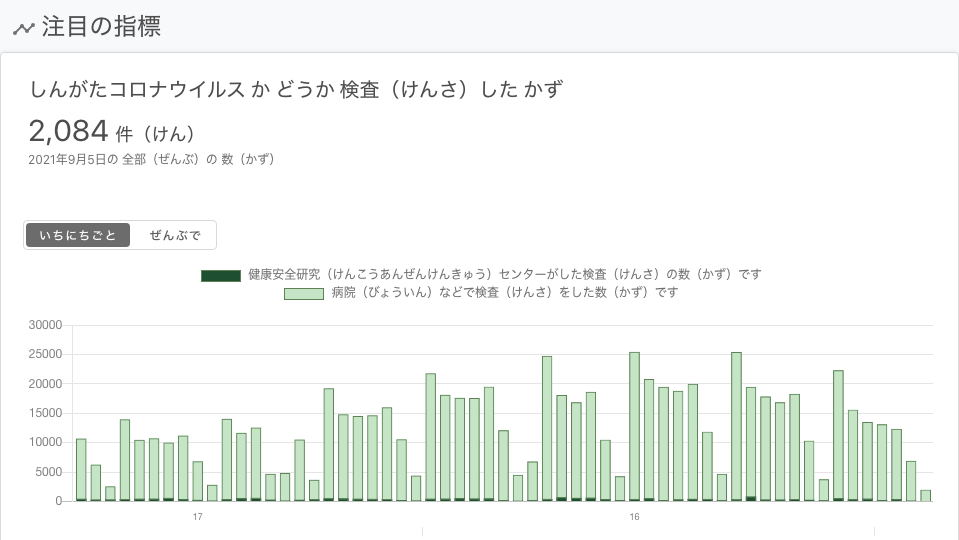 注目の指標
しんがたコロナウイルス か どうか 検査（けんさ）した かず
2,084 件（けん）
2021年9月5日の 全部（ぜんぶ）の 数（かず）
いちにちごと ぜんぶで
健康安全研究（けんこうあんぜんけんきゅう）センターがした検査（けんさ）の数（かず）です
病院（びょういん）などで検査（けんさ）をした数（かず）です
30000
25000
20000
15000
10000
5000
0
17 16